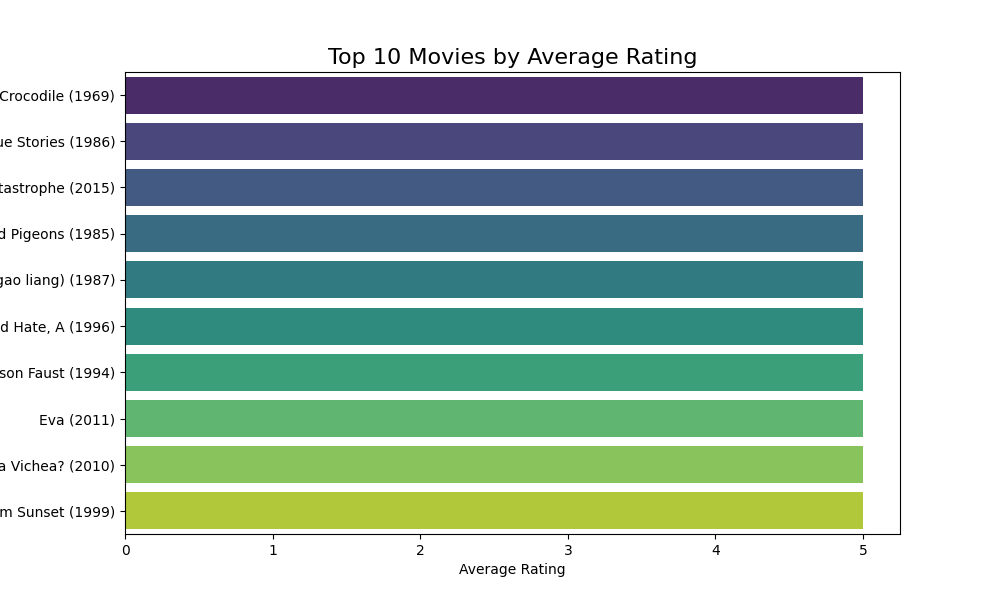 Top 10 Movies by Average Rating
Crocodile (1969)
ue Stories (1986)
tastrophe (2015)
d Pigeons (1985)
gao liang) (1987)
d Hate, A (1996)
son Faust (1994)
Eva (2011)
a Vichea? (2010)
m Sunset (1999)
0 1 2 3 4 5
Average Rating